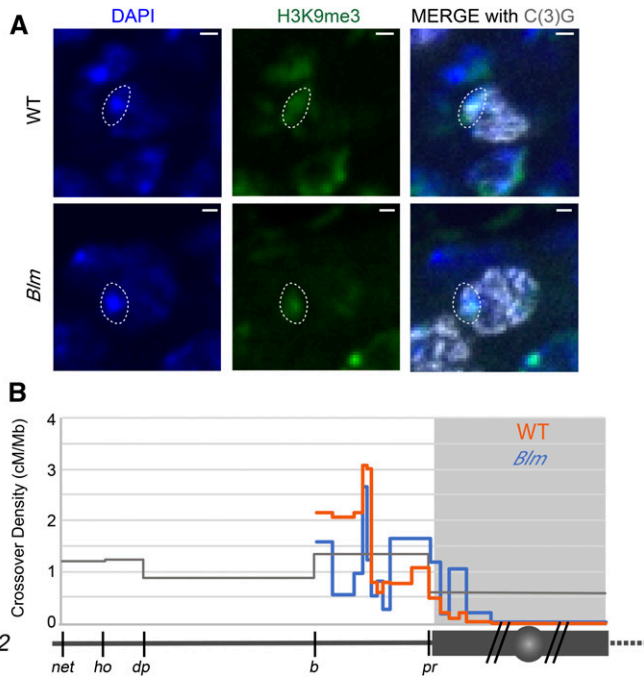 A
DAPI H3K9me3 MERGE with C(3)G
WT
Blm
B
Crossover Density (cM/Mb)
4
3
2
1
0
WT
Blm
2
net ho dp b pr